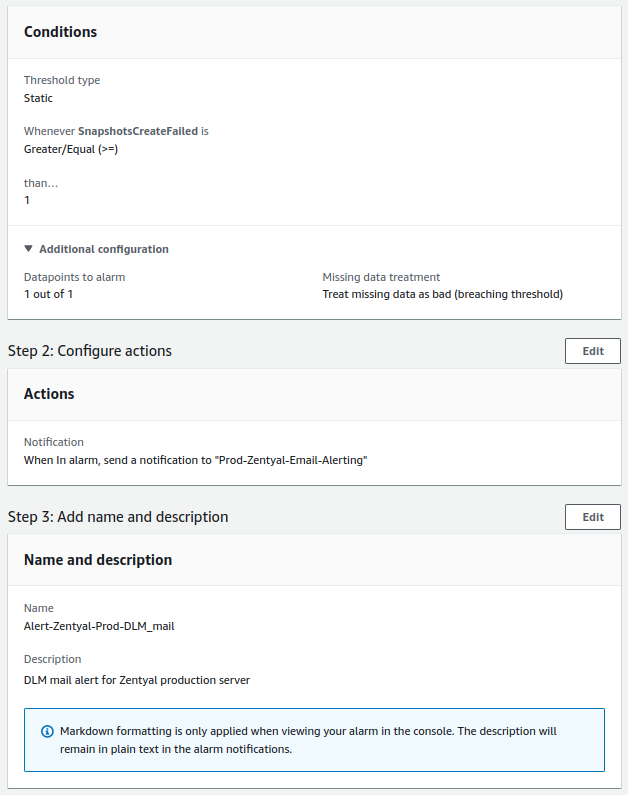 Conditions
Threshold type
Static
Whenever SnapshotsCreateFailed is
Greater/Equal (>=)
than...
1
Additional configuration
Datapoints to alarm
1 out of 1
Missing data treatment
Treat missing data as bad (breaching threshold)
Step 2: Configure actions
Edit
Actions
Notification
When In alarm, send a notification to "Prod-Zentyal-Email-Alerting"
Step 3: Add name and description
Edit
Name and description
Name
Alert-Zentyal-Prod-DLM_mail
Description
DLM mail alert for Zentyal production server
Markdown formatting is only applied when viewing your alarm in the console. The description will
remain in plain text in the alarm notifications.